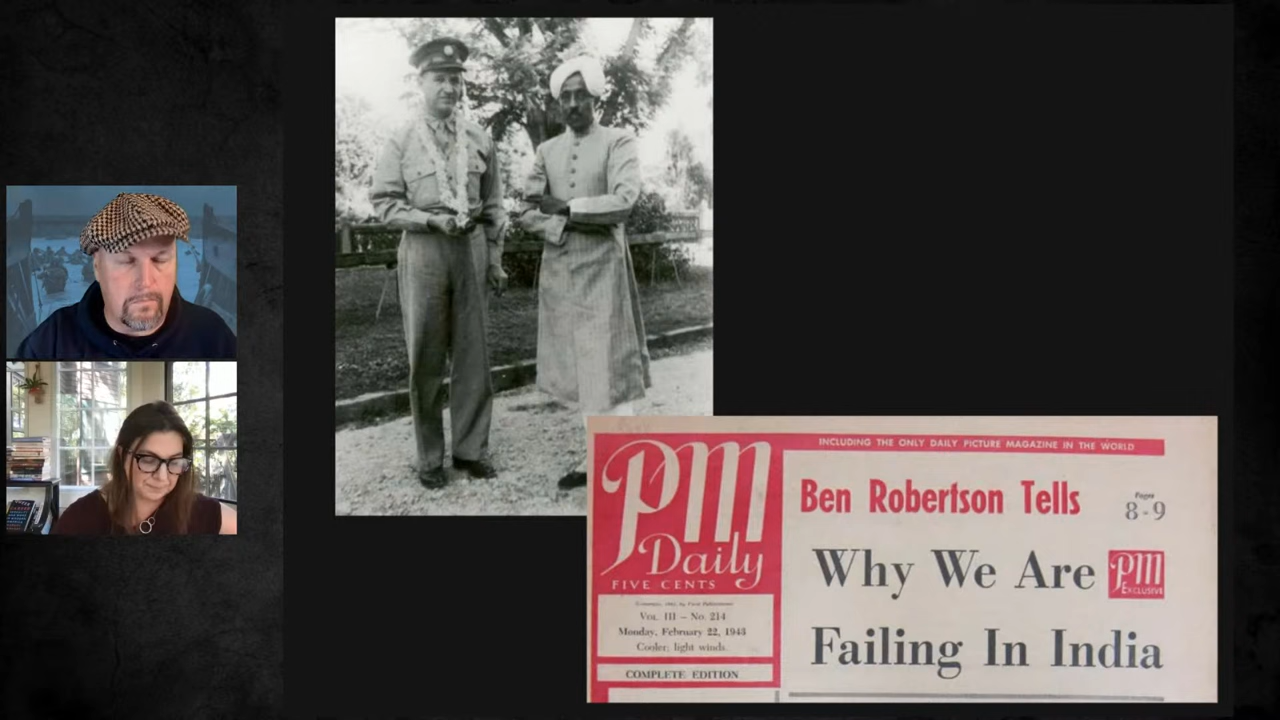 INCLUDING THE ONLY DAILY PICTURE MAGAZINE IN THE WORLD
PM
Daily
FIVE CENTS
Vol. III — No. 214
Monday, February 22, 1943
Cooler; light winds.
COMPLETE EDITION
Ben Robertson Tells
Pages
8-9
Why We Are
PM
EXCLUSIVE
Failing In India